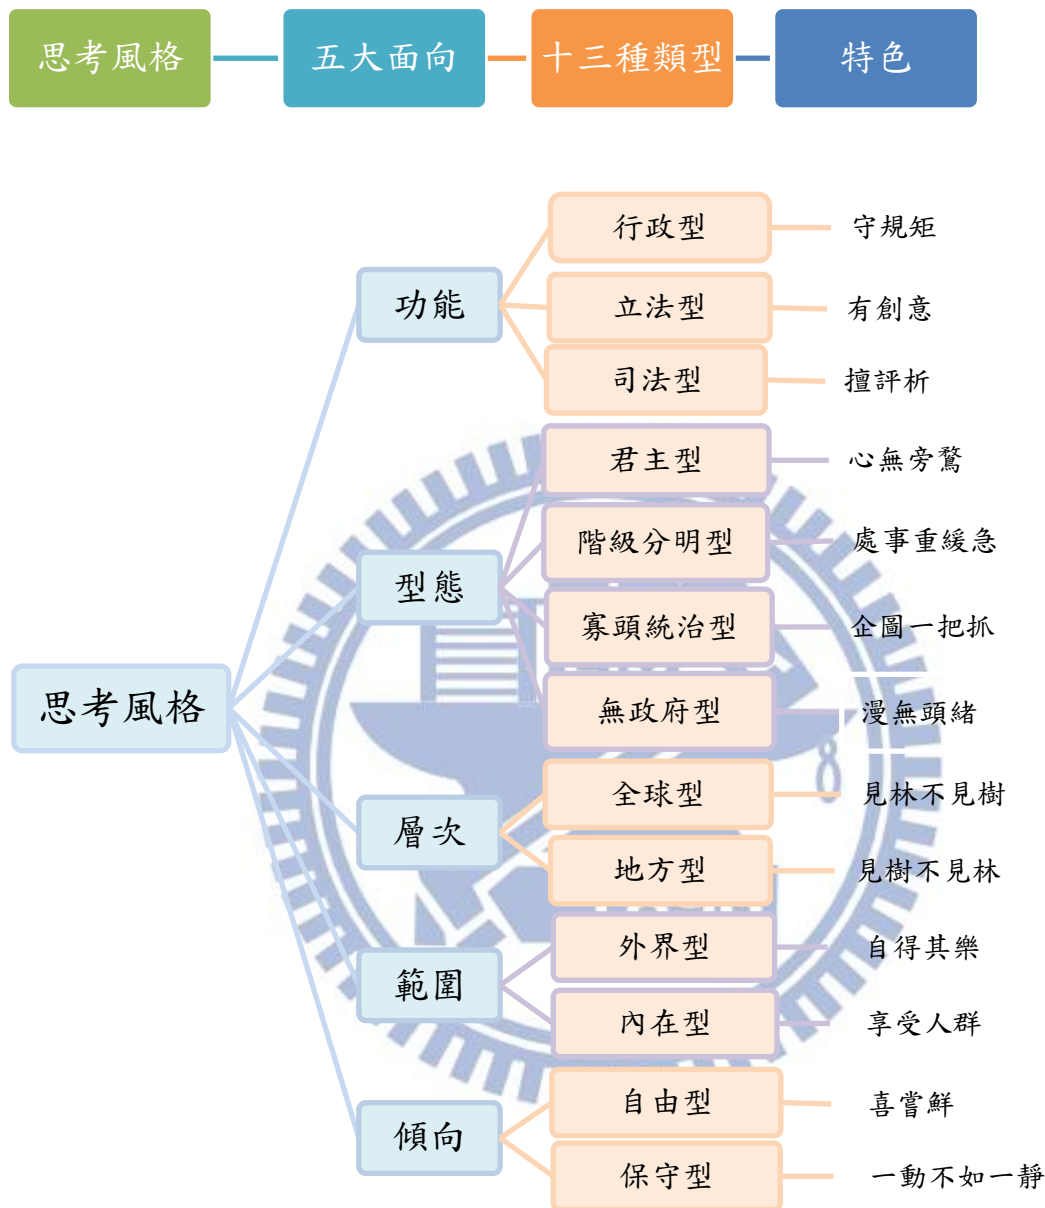 思考風格 五大面向 十三種類型 特色
行政型 守規矩
功能
立法型 有創意
司法型 擅評析
君主型 心無旁鶩
階級分明型 處事重緩急
型態
寡頭統治型 企圖一把抓
思考風格
無政府型 漫無頭緒
全球型 見林不見樹
層次
地方型 見樹不見林
外界型 自得其樂
範圍
內在型 享受人群
自由型 喜嘗鮮
傾向
保守型 一動不如一靜